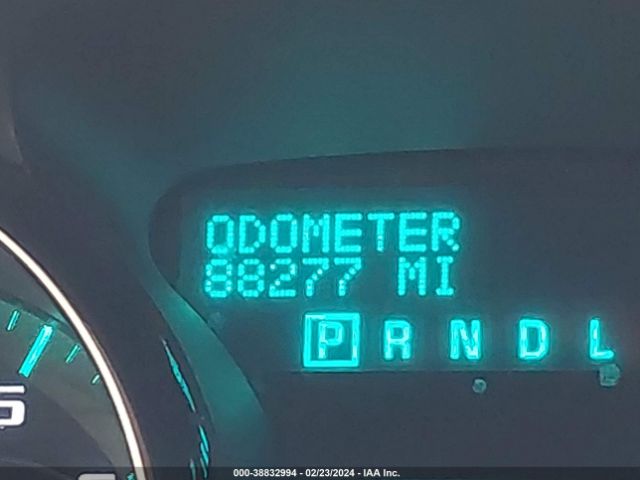 ODOMETER
88277 MI
P R N D L
000-38832994 - 02/23/2024 - IAA Inc.